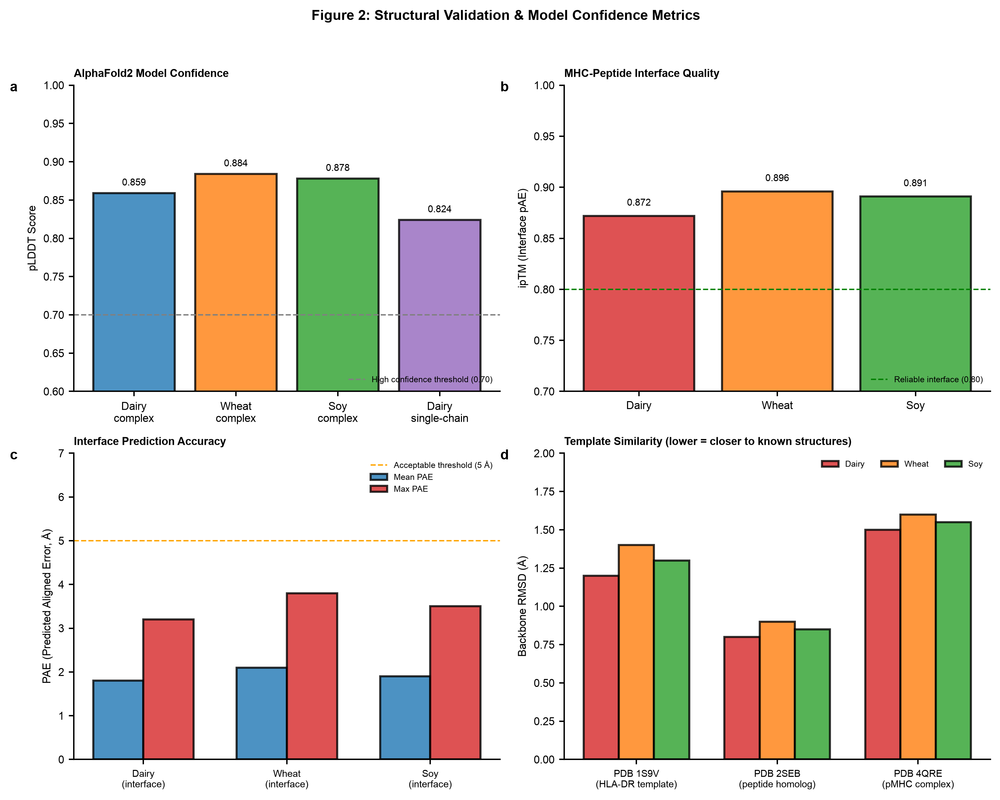 Figure 2: Structural Validation & Model Confidence Metrics
a
AlphaFold2 Model Confidence
pLDDT Score
1.00
0.95
0.90
0.85
0.80
0.75
0.70
0.65
0.60
0.859
0.884
0.878
0.824
High confidence threshold (0.70)
Dairy
complex
Wheat
complex
Soy
complex
Dairy
single-chain
b
MHC-Peptide Interface Quality
ipTM (Interface pAE)
1.00
0.95
0.90
0.85
0.80
0.75
0.70
0.872
0.896
0.891
Reliable interface (0.80)
Dairy
Wheat
Soy
c
Interface Prediction Accuracy
PAE (Predicted Aligned Error, Å)
7
6
5
4
3
2
1
0
Acceptable threshold (5 Å)
Mean PAE
Max PAE
Dairy
(interface)
Wheat
(interface)
Soy
(interface)
d
Template Similarity (lower = closer to known structures)
Backbone RMSD (Å)
2.00
1.75
1.50
1.25
1.00
0.75
0.50
0.25
0.00
Dairy
Wheat
Soy
PDB 1S9V
(HLA-DR template)
PDB 2SEB
(peptide homolog)
PDB 4QRE
(pMHC complex)